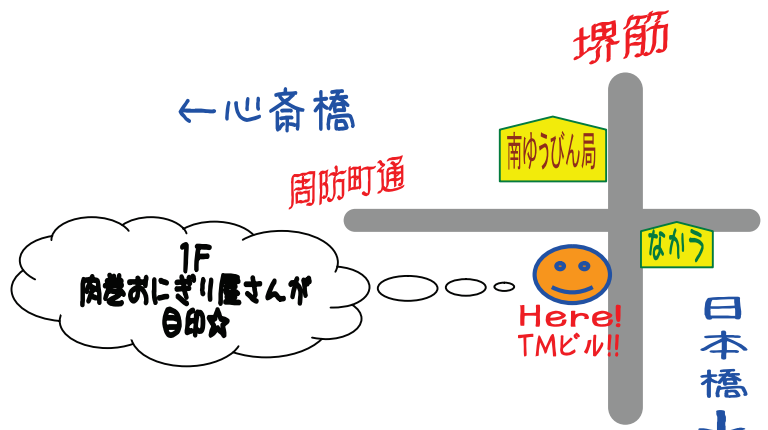 堺筋
←心斎橋
南ゆうびん局
周防町通
なかう
1F
肉巻おにぎり屋さんが
目印☆
Here!
TMビル!!
日本橋